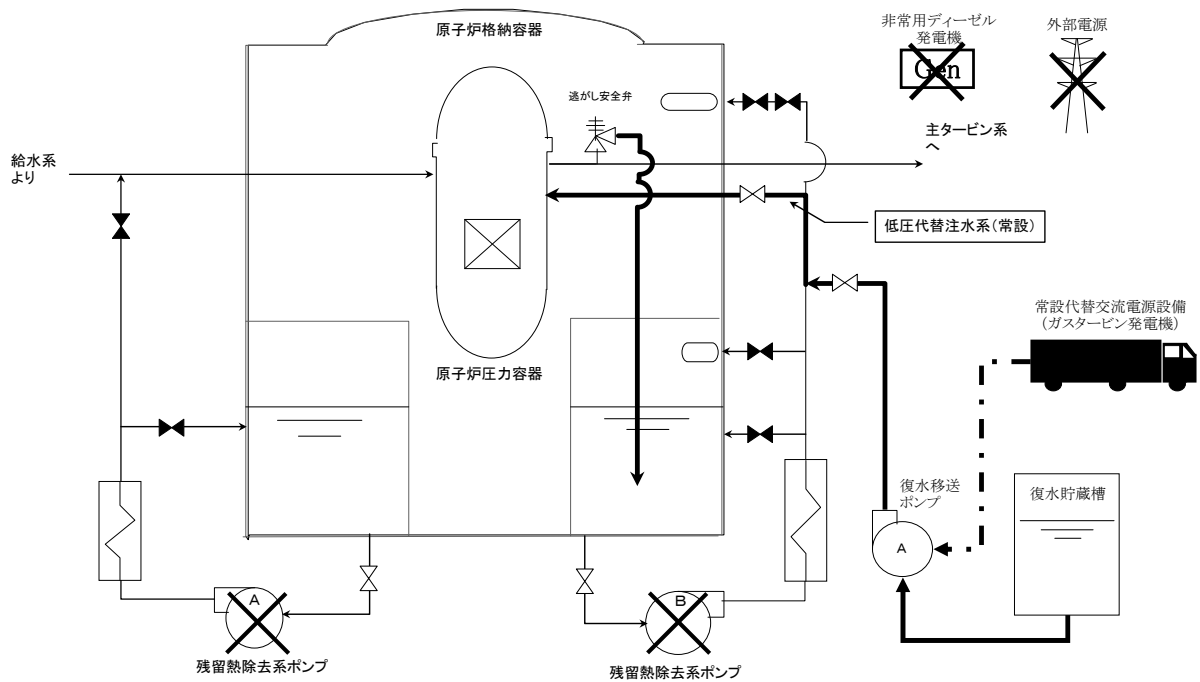 原子炉格納容器
非常用ディーゼル
発電機
Gen
外部電源
逃がし安全弁
主タービン系
へ
給水系
より
低圧代替注水系(常設)
常設代替交流電源設備
(ガスタービン発電機)
原子炉圧力容器
復水移送
ポンプ
A
復水貯蔵槽
A
残留熱除去系ポンプ
B
残留熱除去系ポンプ